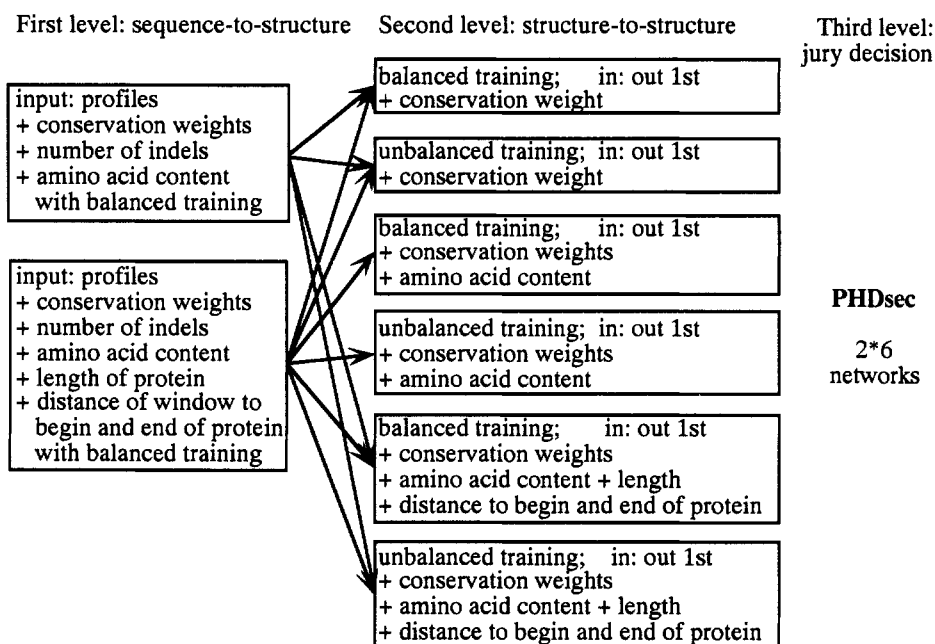 First level: sequence-to-structure
Second level: structure-to-structure
Third level:
jury decision
input: profiles
+ conservation weights
+ number of indels
+ amino acid content
with balanced training
input: profiles
+ conservation weights
+ number of indels
+ amino acid content
+ length of protein
+ distance of window to
begin and end of protein
with balanced training
balanced training; in: out 1st
+ conservation weight
unbalanced training; in: out 1st
+ conservation weight
balanced training; in: out 1st
+ conservation weights
+ amino acid content
unbalanced training; in: out 1st
+ conservation weights
+ amino acid content
balanced training; in: out 1st
+ conservation weights
+ amino acid content + length
+ distance to begin and end of protein
unbalanced training; in: out 1st
+ conservation weights
+ amino acid content + length
+ distance to begin and end of protein
PHDsec
2*6
networks